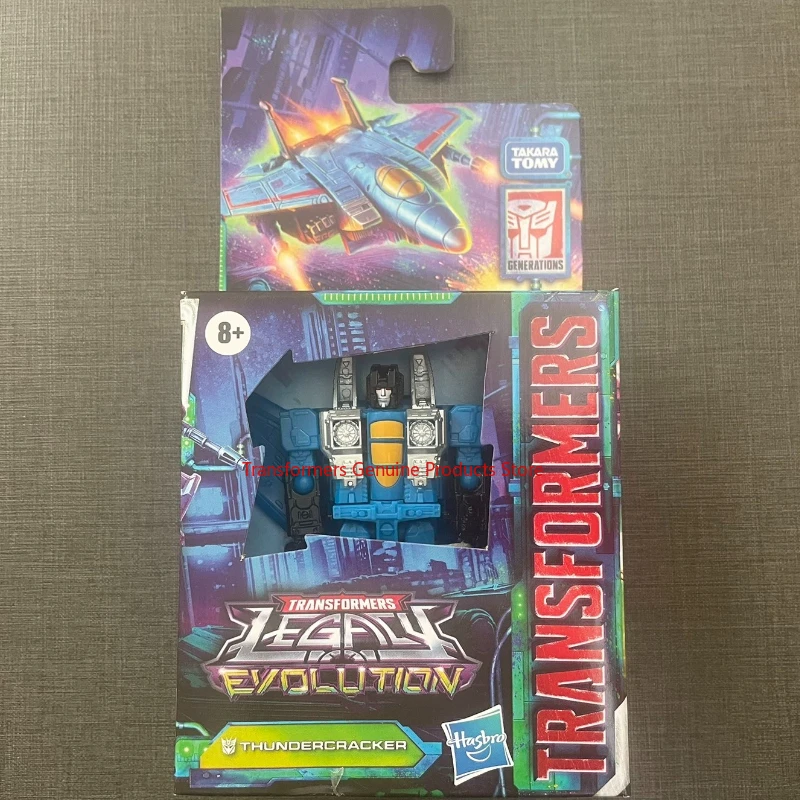 TAKARA
TOMY
GENERATIONS
8+
TRANSFORMERS
Transformers Genuine Products Store
TRANSFORMERS
LEGACY
EVOLUTION
THUNDERCRACKER
Hasbro